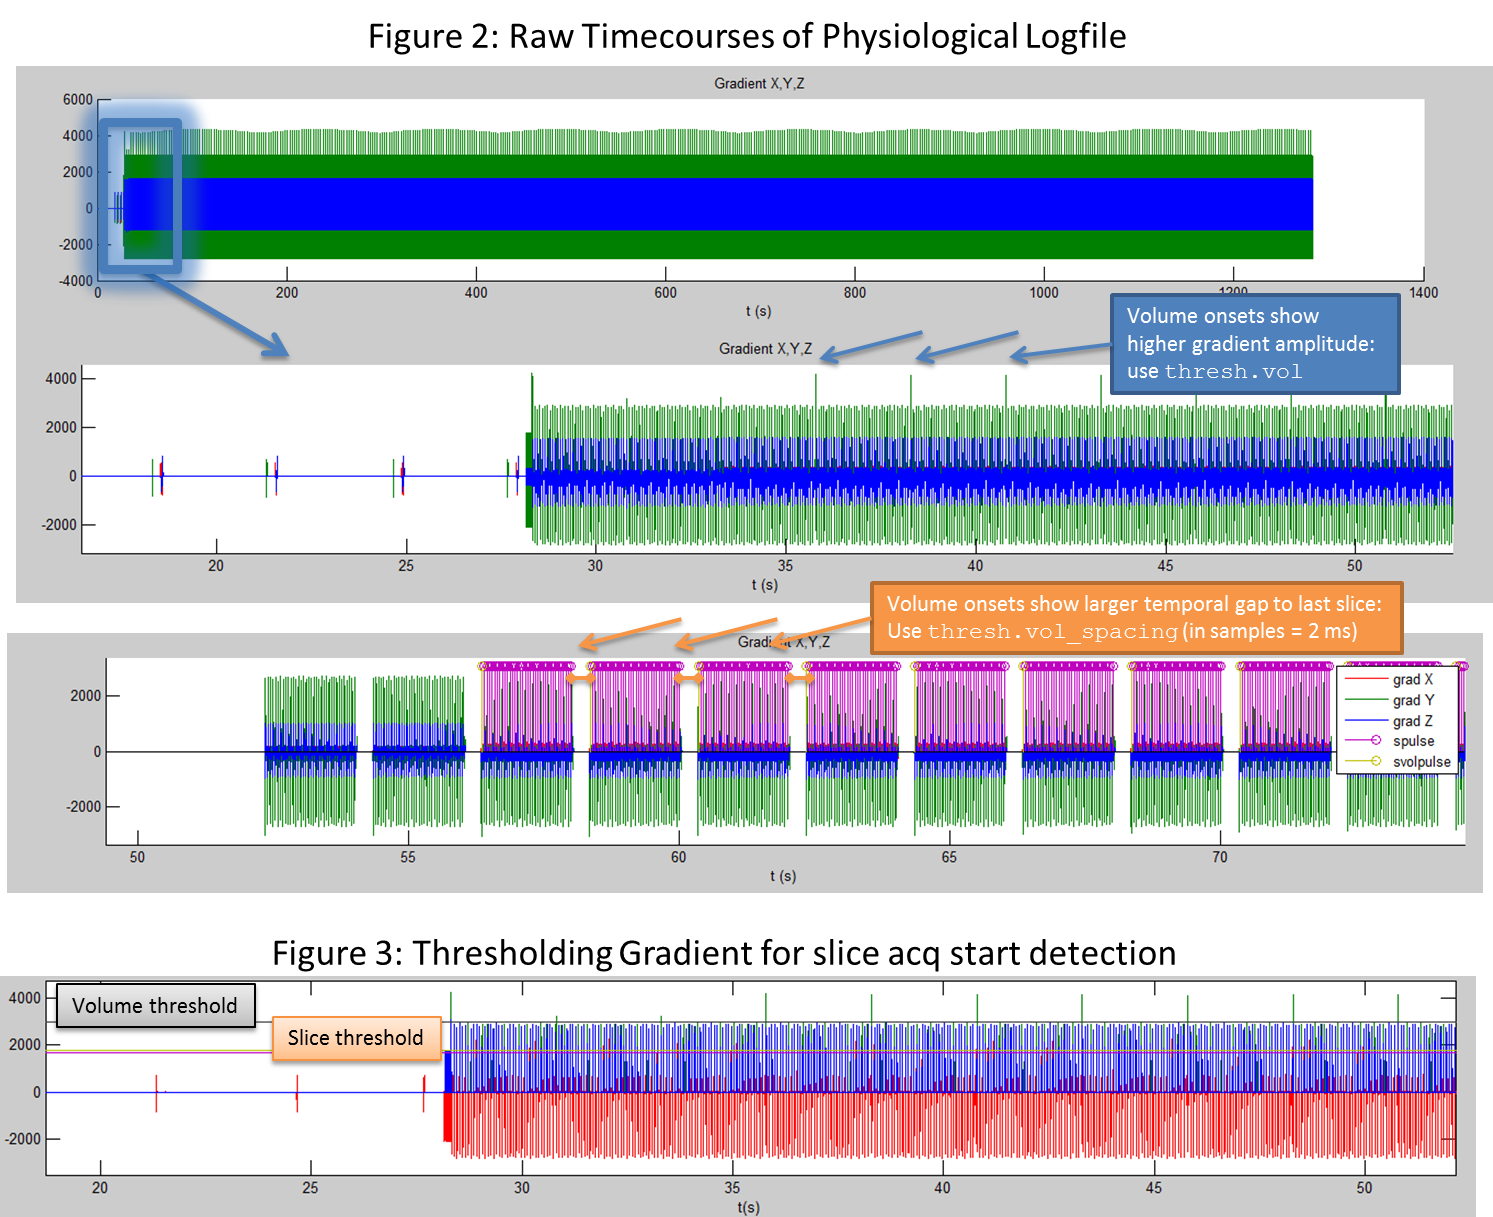 Figure 2: Raw Timecourses of Physiological Logfile
Gradient X,Y,Z
6000
4000
2000
0
-2000
-4000
0
200
400
600
800
1000
1200
1400
t (s)
Volume onsets show
higher gradient amplitude:
use thresh.vol
Gradient X,Y,Z
4000
2000
0
-2000
20
25
30
35
40
45
50
t (s)
Volume onsets show larger temporal gap to last slice:
Use thresh.vol_spacing (in samples = 2 ms)
Gradient X,Y,Z
2000
0
-2000
grad X
grad Y
grad Z
spulse
svolpulse
50
55
60
65
70
t (s)
Figure 3: Thresholding Gradient for slice acq start detection
Volume threshold
Slice threshold
4000
2000
0
-2000
20
25
30
35
40
45
50
t(s)